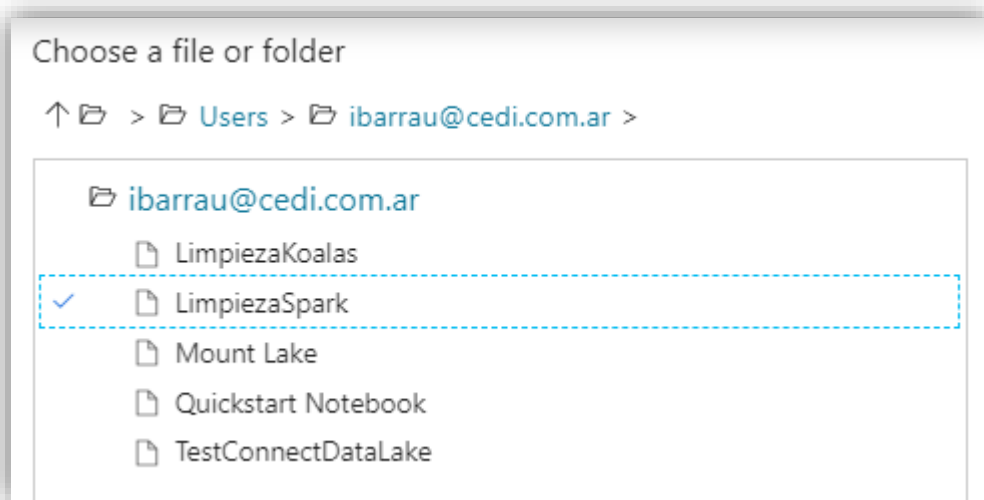 Choose a file or folder
> Users > ibarrau@cedi.com.ar >
ibarrau@cedi.com.ar
LimpiezaKoalas
LimpiezaSpark
Mount Lake
Quickstart Notebook
TestConnectDataLake